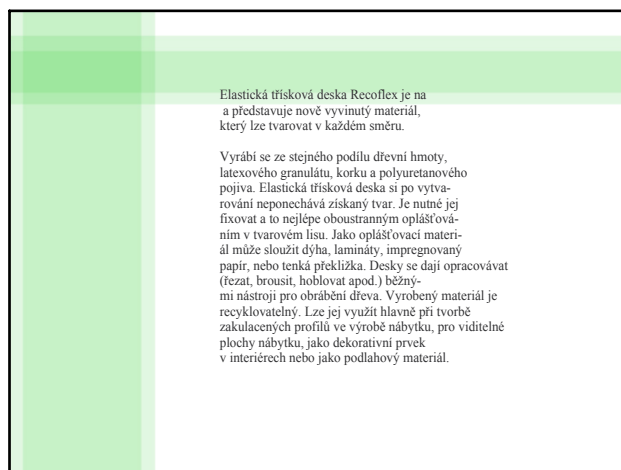 Elastická třísková deska Recoflex je na
a představuje nově vyvinutý materiál,
který lze tvarovat v každém směru.
Vyrábí se ze stejného podílu dřevní hmoty,
latexového granulátu, korku a polyuretanového
pojiva. Elastická třísková deska si po vytva-
rování neponechává získaný tvar. Je nutné jej
fixovat a to nejlépe oboustranným oplášťová-
ním v tvarovém lisu. Jako oplášťovací materi-
ál může sloužit dýha, lamináty, impregnovaný
papír, nebo tenká překližka. Desky se dají opracovávat
(řezat, brousit, hoblovat apod.) běžný-
mi nástroji pro obrábění dřeva. Vyrobený materiál je
recyklovatelný. Lze jej využít hlavně při tvorbě
zakulacených profilů ve výrobě nábytku, pro viditelné
plochy nábytku, jako dekorativní prvek
v interiérech nebo jako podlahový materiál.